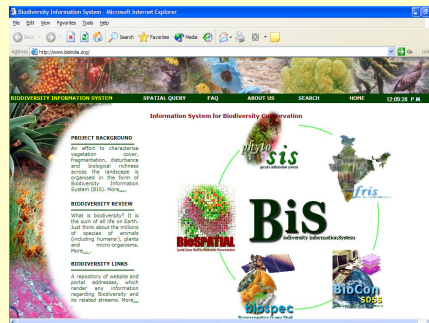 Biodiversity Information System - Microsoft Internet Explorer
File Edit View Favorites Tools Help
Back Search Favorites Media
Address http://www.bisindia.org/ Go
BIODIVERSITY INFORMATION SYSTEM SPATIAL QUERY FAQ ABOUT US SEARCH HOME 12:09:28 P.M
Information System for Biodiversity Conservation
PROJECT BACKGROUND
An effort to characterise
vegetation cover,
fragmentation, disturbance
and biological richness
across the landscape is
organised in the form of
Biodiversity Information
System (BIS). More....
BIODIVERSITY REVIEW
What is biodiversity? It is
the sum of all life on Earth.
Just think about the millions
of species of animals
(including humans!), plants
and micro-organisms.
More....
BIODIVERSITY LINKS
A repository of website and
portal addresses, which
render any information
regarding Biodiversity and
its related streams. More...
phyto
sis
fris
BiS
iodiversity informationSystem
BioSPATIAL
BioCon
SDSS
biospec